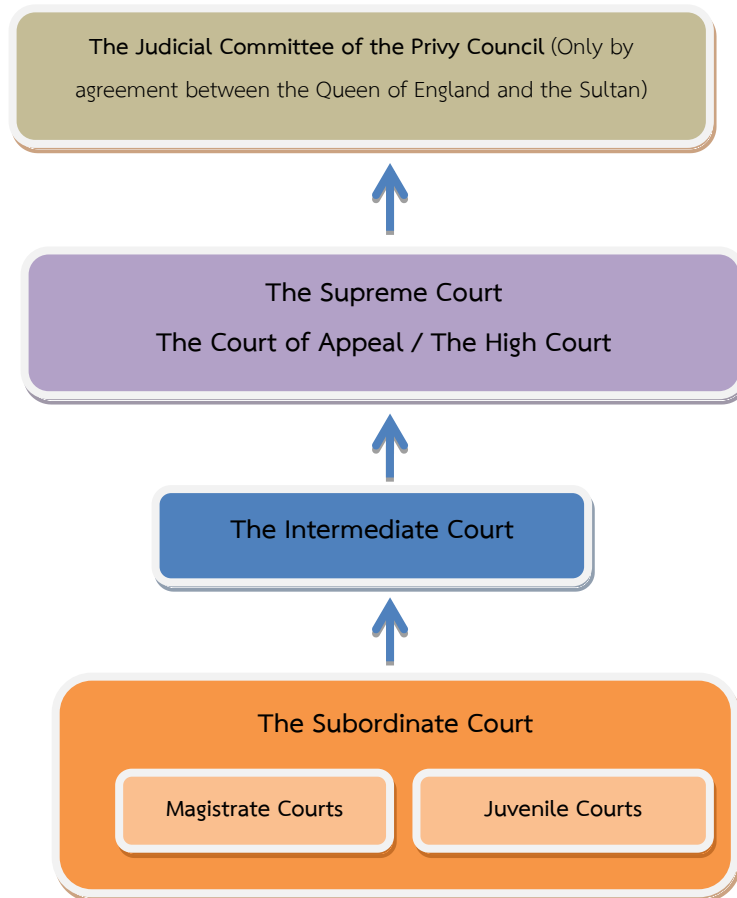 The Judicial Committee of the Privy Council (Only by
agreement between the Queen of England and the Sultan)
The Supreme Court
The Court of Appeal / The High Court
The Intermediate Court
The Subordinate Court
Magistrate Courts
Juvenile Courts